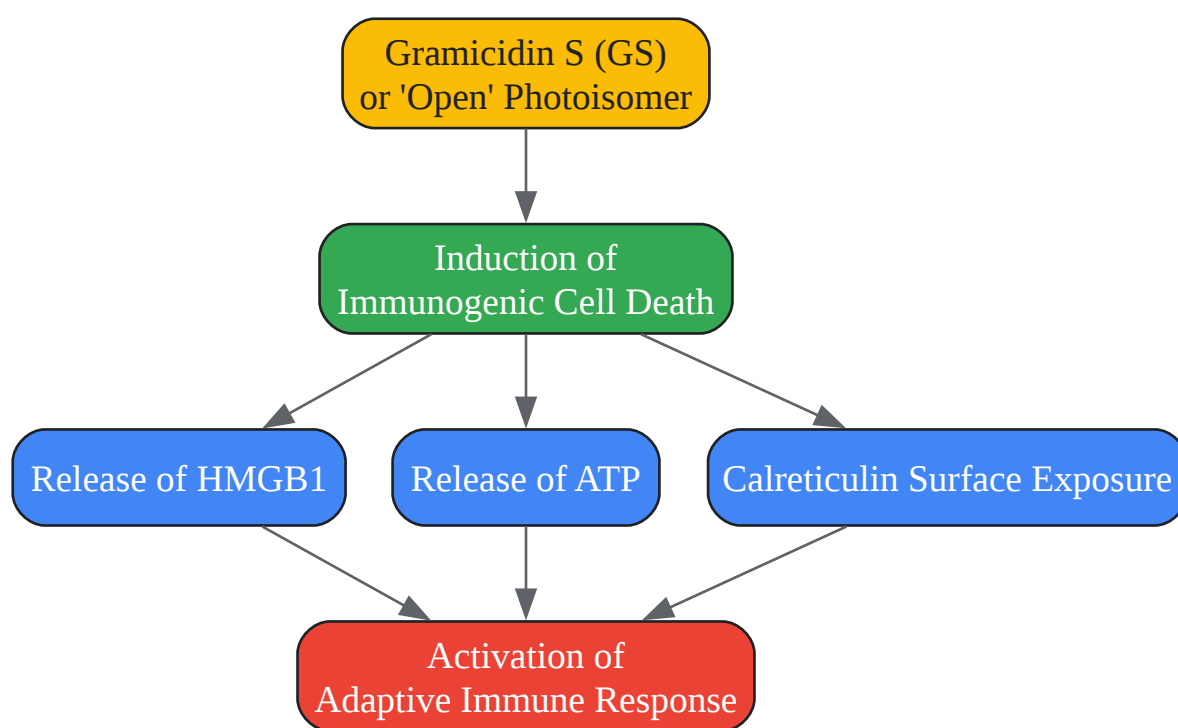 Gramicidin S (GS)
or 'Open' Photoisomer
Induction of
Immunogenic Cell Death
Release of HMGB1
Release of ATP
Calreticulin Surface Exposure
Activation of
Adaptive Immune Response